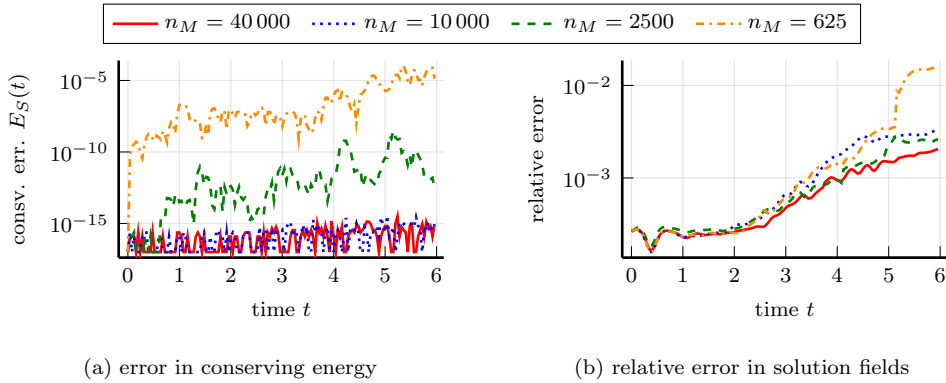 n_M = 40 000 n_M = 10 000 n_M = 2500 n_M = 625
consv. err. E_S(t)
10^{-5}
10^{-10}
10^{-15}
0 1 2 3 4 5 6
time t
(a) error in conserving energy
relative error
10^{-2}
10^{-3}
0 1 2 3 4 5 6
time t
(b) relative error in solution fields